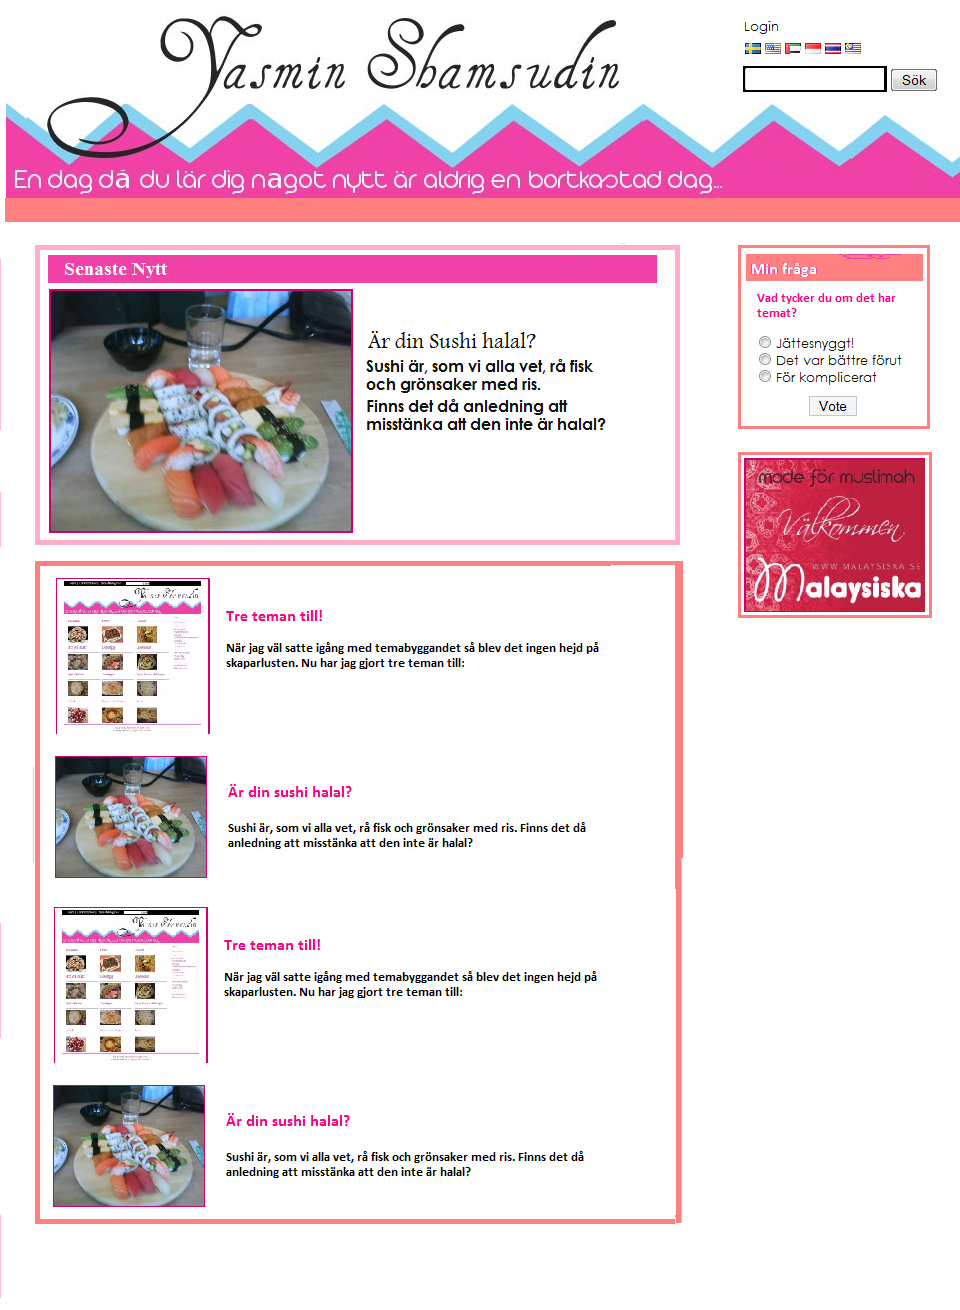 Yasmin Shamsudin
Login
Sök
En dag då du lär dig något nytt är aldrig en bortkastad dag...
Senaste Nytt
Är din Sushi halal?
Sushi är, som vi alla vet, rå fisk
och grönsaker med ris.
Finns det då anledning att
misstänka att den inte är halal?
Min fråga
Vad tycker du om det har
temat?
Jättesnyggt!
Det var bättre förut
För komplicerat
Vote
mode för muslimah
Välkommen
WWW.MALAYSISKA.SE
Malaysiska
Tre teman till!
När jag väl satte igång med temabyggandet så blev det ingen hejd på
skaparlusten. Nu har jag gjort tre teman till:
Är din sushi halal?
Sushi är, som vi alla vet, rå fisk och grönsaker med ris. Finns det då
anledning att misstänka att den inte är halal?
Tre teman till!
När jag väl satte igång med temabyggandet så blev det ingen hejd på
skaparlusten. Nu har jag gjort tre teman till:
Är din sushi halal?
Sushi är, som vi alla vet, rå fisk och grönsaker med ris. Finns det då
anledning att misstänka att den inte är halal?